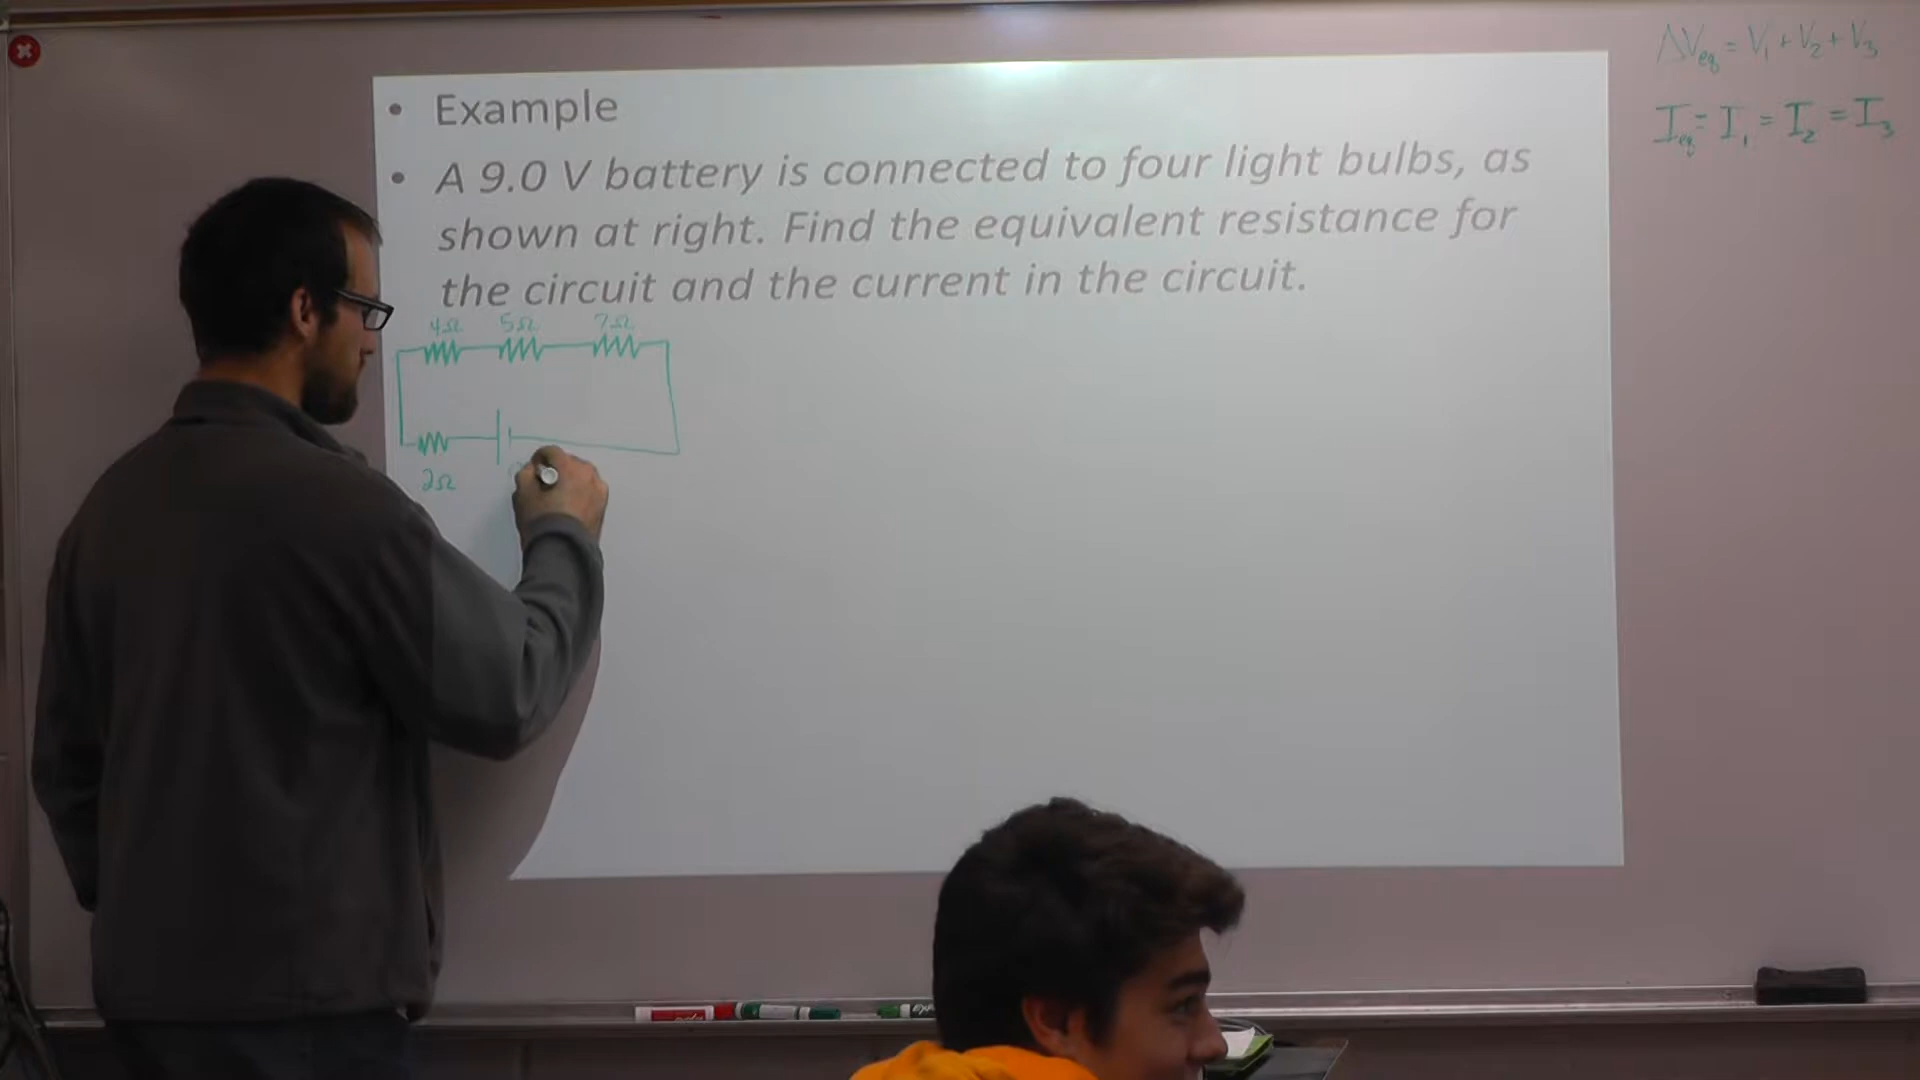 ΔVeq = V1 + V2 + V3
Ieq = I1 = I2 = I3
• Example
• A 9.0 V battery is connected to four light bulbs, as
shown at right. Find the equivalent resistance for
the circuit and the current in the circuit.
4Ω 5Ω 7Ω
2Ω